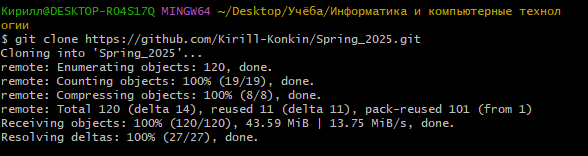 Кирилл@DESKTOP-RO4S17Q MINGW64 ~/Desktop/Учёба/Информатика и компьютерные технол
огии
$ git clone https://github.com/Kirill-Konkin/Spring_2025.git
Cloning into 'Spring_2025'...
remote: Enumerating objects: 120, done.
remote: Counting objects: 100% (19/19), done.
remote: Compressing objects: 100% (8/8), done.
remote: Total 120 (delta 14), reused 11 (delta 11), pack-reused 101 (from 1)
Receiving objects: 100% (120/120), 43.59 MiB | 13.75 MiB/s, done.
Resolving deltas: 100% (27/27), done.